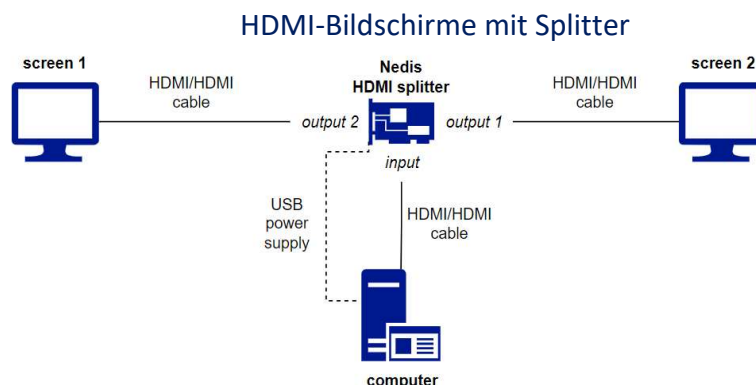 HDMI-Bildschirme mit Splitter
screen 1
Nedis
HDMI splitter
screen 2
HDMI/HDMI
cable
HDMI/HDMI
cable
output 2
output 1
input
USB
power
supply
HDMI/HDMI
cable
computer